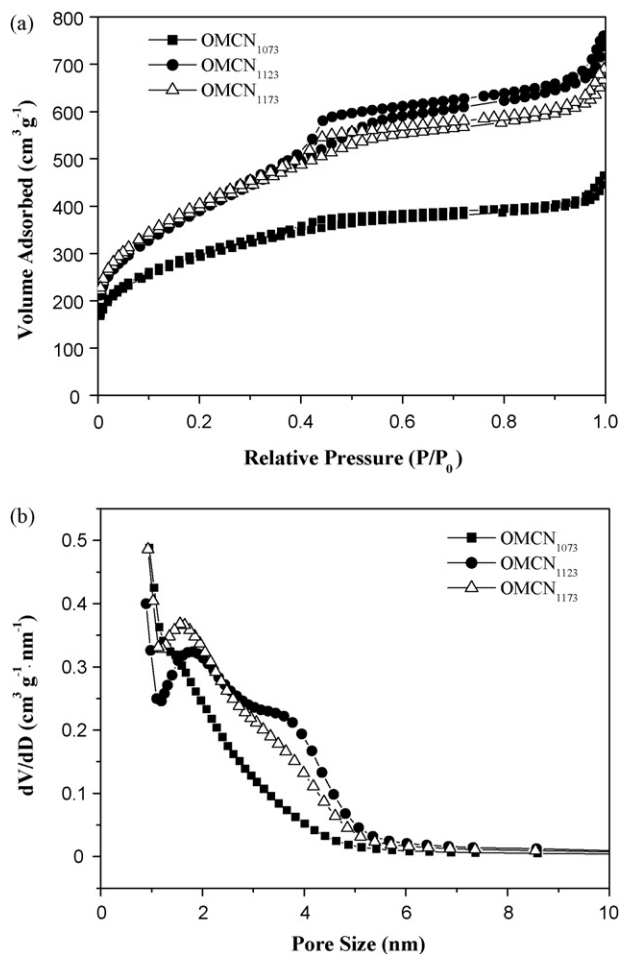 (a)
800
700
600
500
400
300
200
100
0
Volume Adsorbed (cm³ g⁻¹)
OMCN₁₀₇₃
OMCN₁₁₂₃
OMCN₁₁₇₃
0 0.2 0.4 0.6 0.8 1.0
Relative Pressure (P/P₀)
(b)
0.5
0.4
0.3
0.2
0.1
0
dV/dD (cm³ g⁻¹ nm⁻¹)
OMCN₁₀₇₃
OMCN₁₁₂₃
OMCN₁₁₇₃
0 2 4 6 8 10
Pore Size (nm)